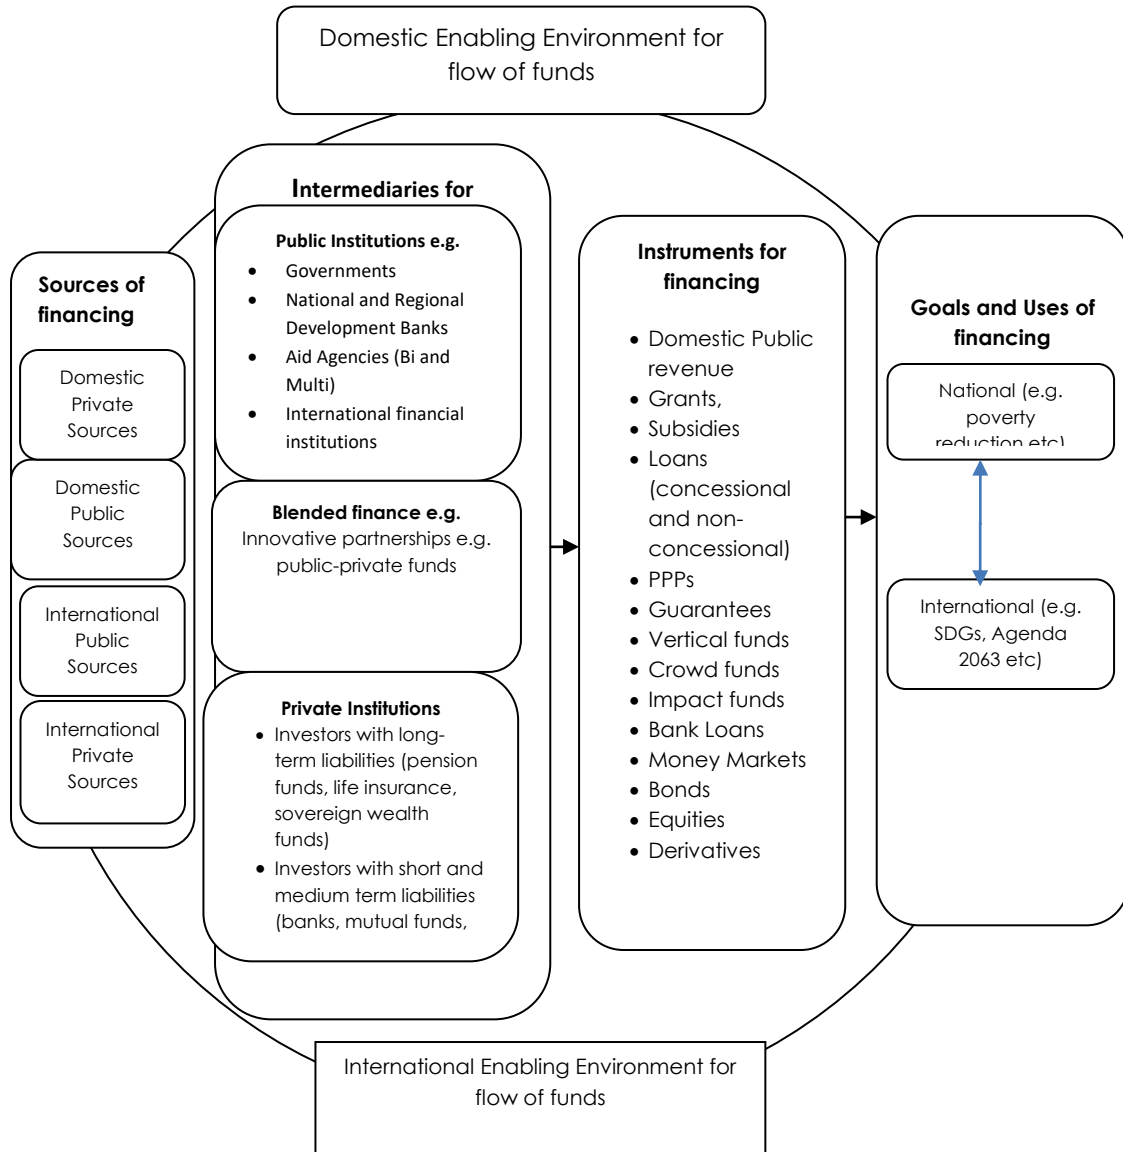 Domestic Enabling Environment for
flow of funds
Sources of
financing
Domestic
Private
Sources
Domestic
Public
Sources
International
Public
Sources
International
Private
Sources
Intermediaries for
Public Institutions e.g.
• Governments
• National and Regional
Development Banks
• Aid Agencies (Bi and
Multi)
• International financial
institutions
Blended finance e.g.
Innovative partnerships e.g.
public-private funds
Private Institutions
• Investors with long-
term liabilities (pension
funds, life insurance,
sovereign wealth
funds)
• Investors with short and
medium term liabilities
(banks, mutual funds,
Instruments for
financing
• Domestic Public
revenue
• Grants,
• Subsidies
• Loans
(concessional
and non-
concessional)
• PPPs
• Guarantees
• Vertical funds
• Crowd funds
• Impact funds
• Bank Loans
• Money Markets
• Bonds
• Equities
• Derivatives
Goals and Uses of
financing
National (e.g.
poverty
reduction etc)
International (e.g.
SDGs, Agenda
2063 etc)
International Enabling Environment for
flow of funds